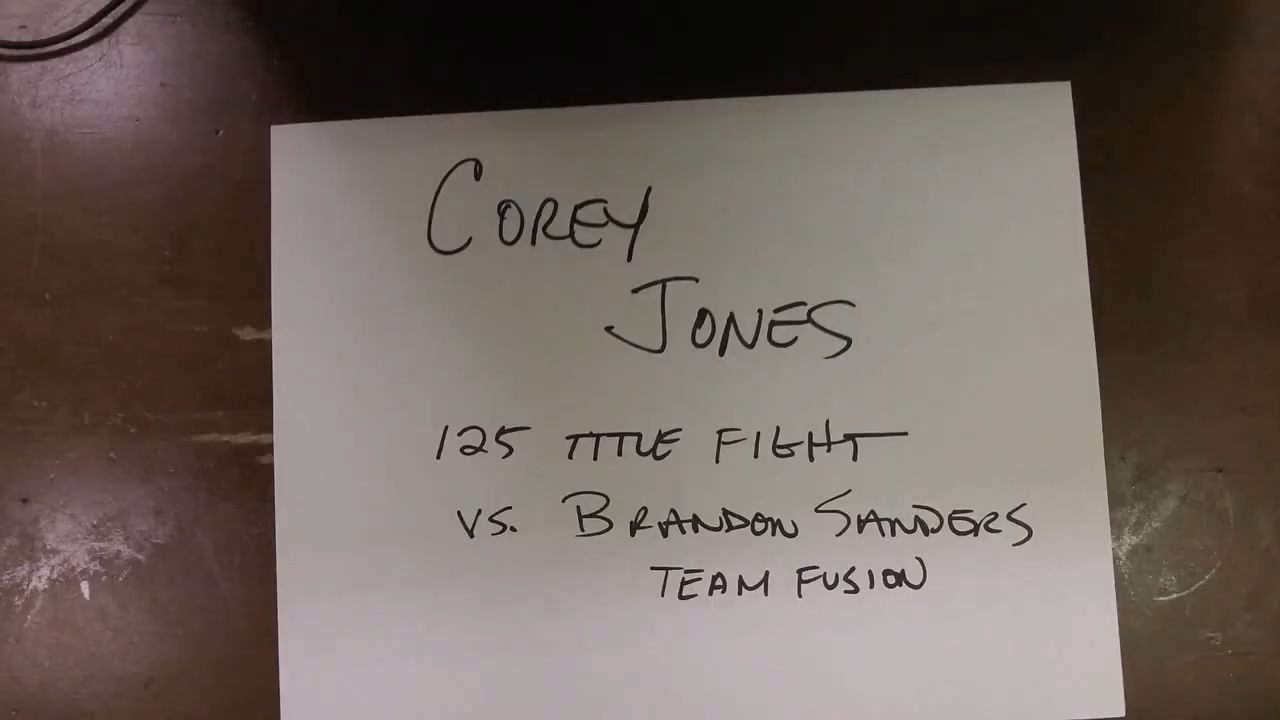 COREY
JONES
125 TITLE FIGHT
VS. BRANDON SANDERS
TEAM FUSION